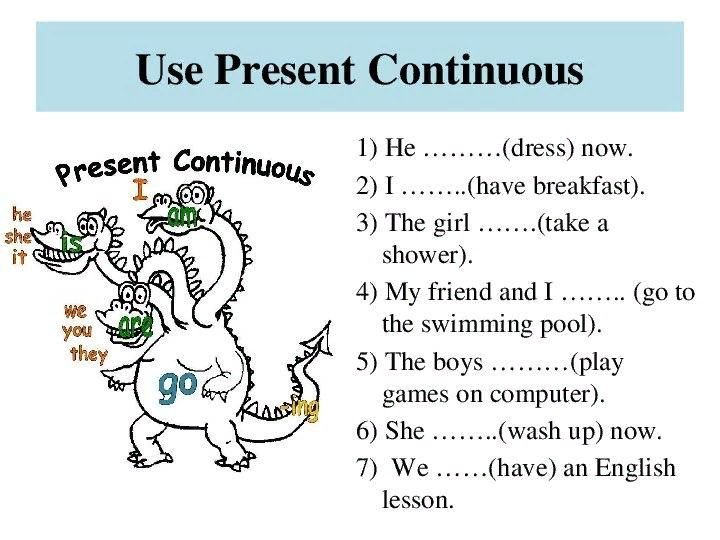 Use Present Continuous
Present Continuous
I
am
he
she
it
is
we
you
they
are
go
-ing
1) He ………(dress) now.
2) I ……..(have breakfast).
3) The girl …….(take a
shower).
4) My friend and I …….. (go to
the swimming pool).
5) The boys ………(play
games on computer).
6) She ……..(wash up) now.
7) We ……(have) an English
lesson.